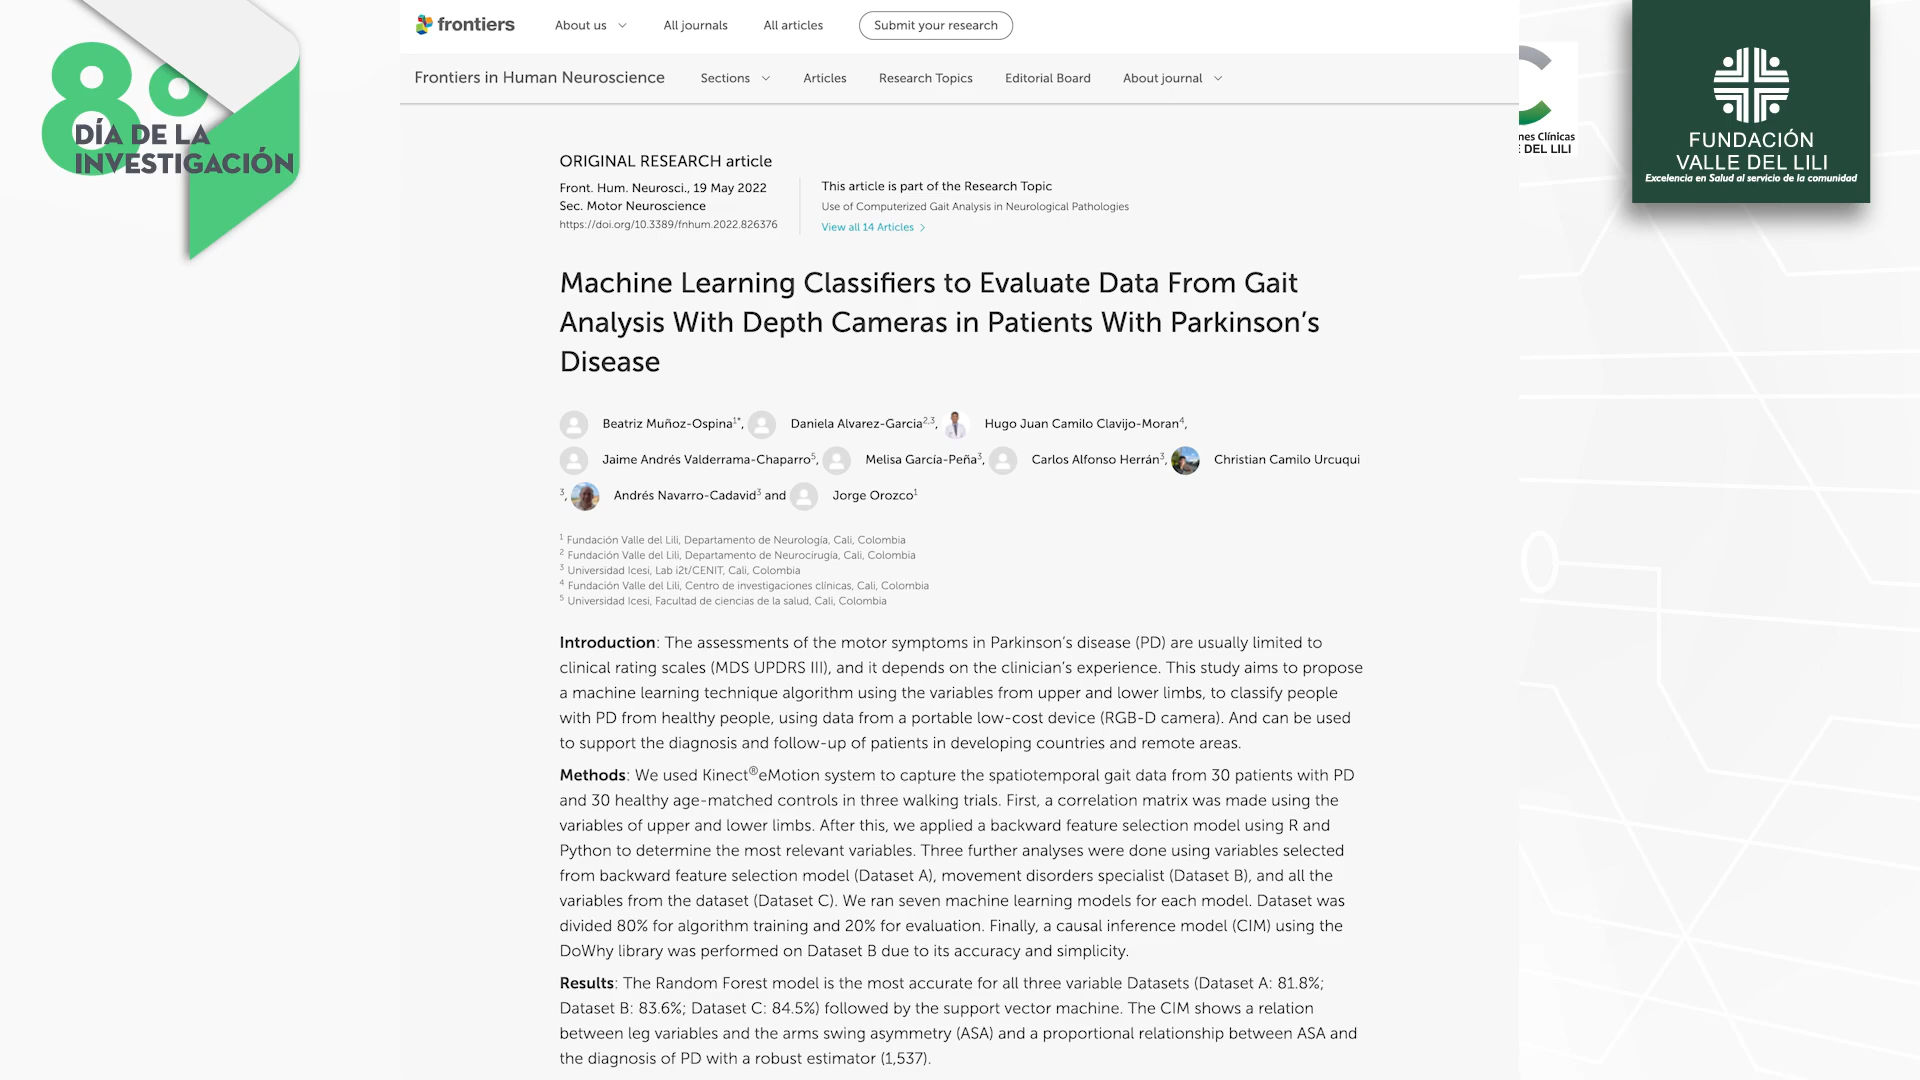 8º
DÍA DE LA
INVESTIGACIÓN
frontiers
About us
All journals
All articles
Submit your research
Frontiers in Human Neuroscience
Sections
Articles
Research Topics
Editorial Board
About journal
nes Clínicas
DEL LILI
FUNDACIÓN
VALLE DEL LILI
Excelencia en Salud al servicio de la comunidad
ORIGINAL RESEARCH article
Front. Hum. Neurosci., 19 May 2022
Sec. Motor Neuroscience
https://doi.org/10.3389/fnhum.2022.826376
This article is part of the Research Topic
Use of Computerized Gait Analysis in Neurological Pathologies
View all 14 Articles
Machine Learning Classifiers to Evaluate Data From Gait
Analysis With Depth Cameras in Patients With Parkinson's
Disease
Beatriz Muñoz-Ospina1*, Daniela Alvarez-Garcia2,3, Hugo Juan Camilo Clavijo-Moran4,
Jaime Andrés Valderrama-Chaparro5, Melisa García-Peña3, Carlos Alfonso Herrán3, Christian Camilo Urcuqui
3, Andrés Navarro-Cadavid3 and Jorge Orozco1
1 Fundación Valle del Lili, Departamento de Neurología, Cali, Colombia
2 Fundación Valle del Lili, Departamento de Neurocirugía, Cali, Colombia
3 Universidad Icesi, Lab i2t/CENIT, Cali, Colombia
4 Fundación Valle del Lili, Centro de investigaciones clínicas, Cali, Colombia
5 Universidad Icesi, Facultad de ciencias de la salud, Cali, Colombia
Introduction: The assessments of the motor symptoms in Parkinson's disease (PD) are usually limited to
clinical rating scales (MDS UPDRS III), and it depends on the clinician's experience. This study aims to propose
a machine learning technique algorithm using the variables from upper and lower limbs, to classify people
with PD from healthy people, using data from a portable low-cost device (RGB-D camera). And can be used
to support the diagnosis and follow-up of patients in developing countries and remote areas.
Methods: We used Kinect®eMotion system to capture the spatiotemporal gait data from 30 patients with PD
and 30 healthy age-matched controls in three walking trials. First, a correlation matrix was made using the
variables of upper and lower limbs. After this, we applied a backward feature selection model using R and
Python to determine the most relevant variables. Three further analyses were done using variables selected
from backward feature selection model (Dataset A), movement disorders specialist (Dataset B), and all the
variables from the dataset (Dataset C). We ran seven machine learning models for each model. Dataset was
divided 80% for algorithm training and 20% for evaluation. Finally, a causal inference model (CIM) using the
DoWhy library was performed on Dataset B due to its accuracy and simplicity.
Results: The Random Forest model is the most accurate for all three variable Datasets (Dataset A: 81.8%;
Dataset B: 83.6%; Dataset C: 84.5%) followed by the support vector machine. The CIM shows a relation
between leg variables and the arms swing asymmetry (ASA) and a proportional relationship between ASA and
the diagnosis of PD with a robust estimator (1,537).